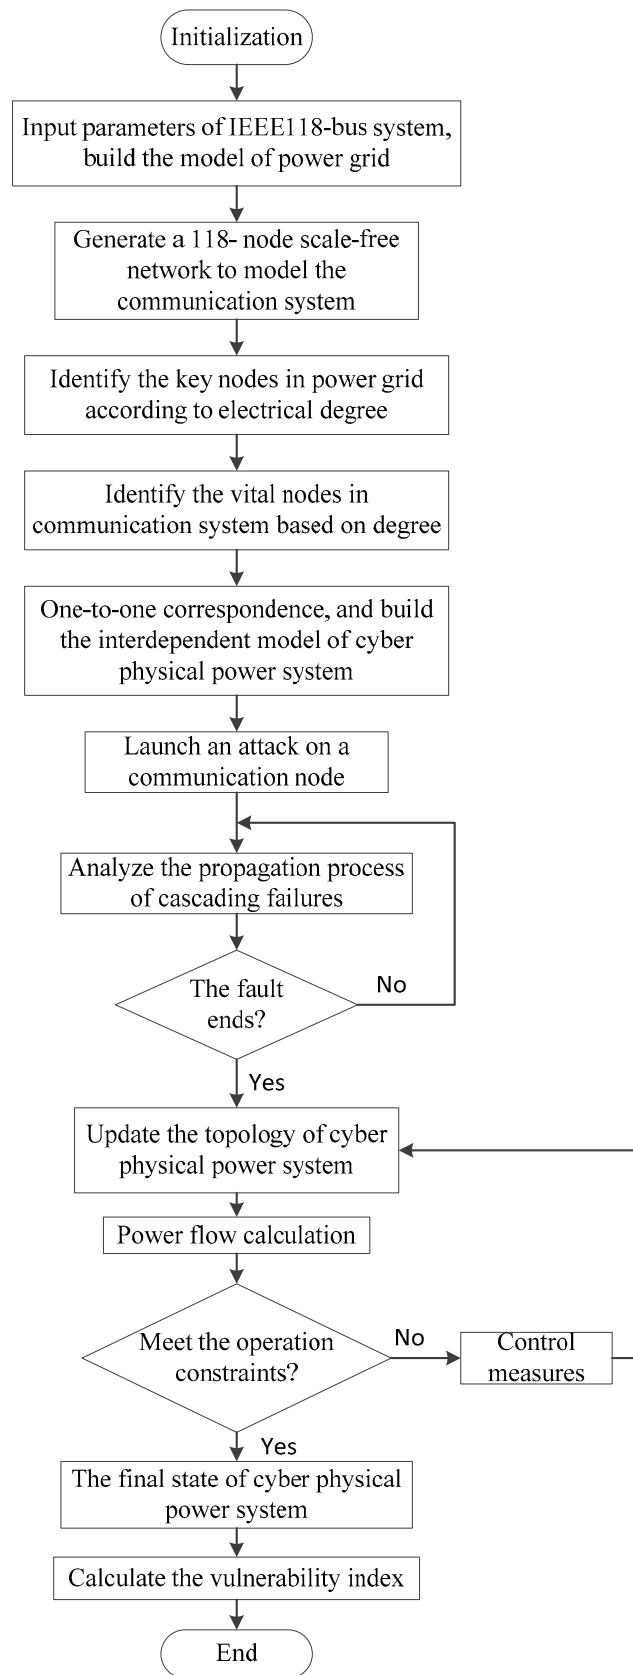 Initialization
Input parameters of IEEE118-bus system,
build the model of power grid
Generate a 118- node scale-free
network to model the
communication system
Identify the key nodes in power grid
according to electrical degree
Identify the vital nodes in
communication system based on degree
One-to-one correspondence, and build
the interdependent model of cyber
physical power system
Launch an attack on a
communication node
Analyze the propagation process
of cascading failures
The fault
ends?
No
Yes
Update the topology of cyber
physical power system
Power flow calculation
Meet the operation
constraints?
No
Control
measures
Yes
The final state of cyber physical
power system
Calculate the vulnerability index
End